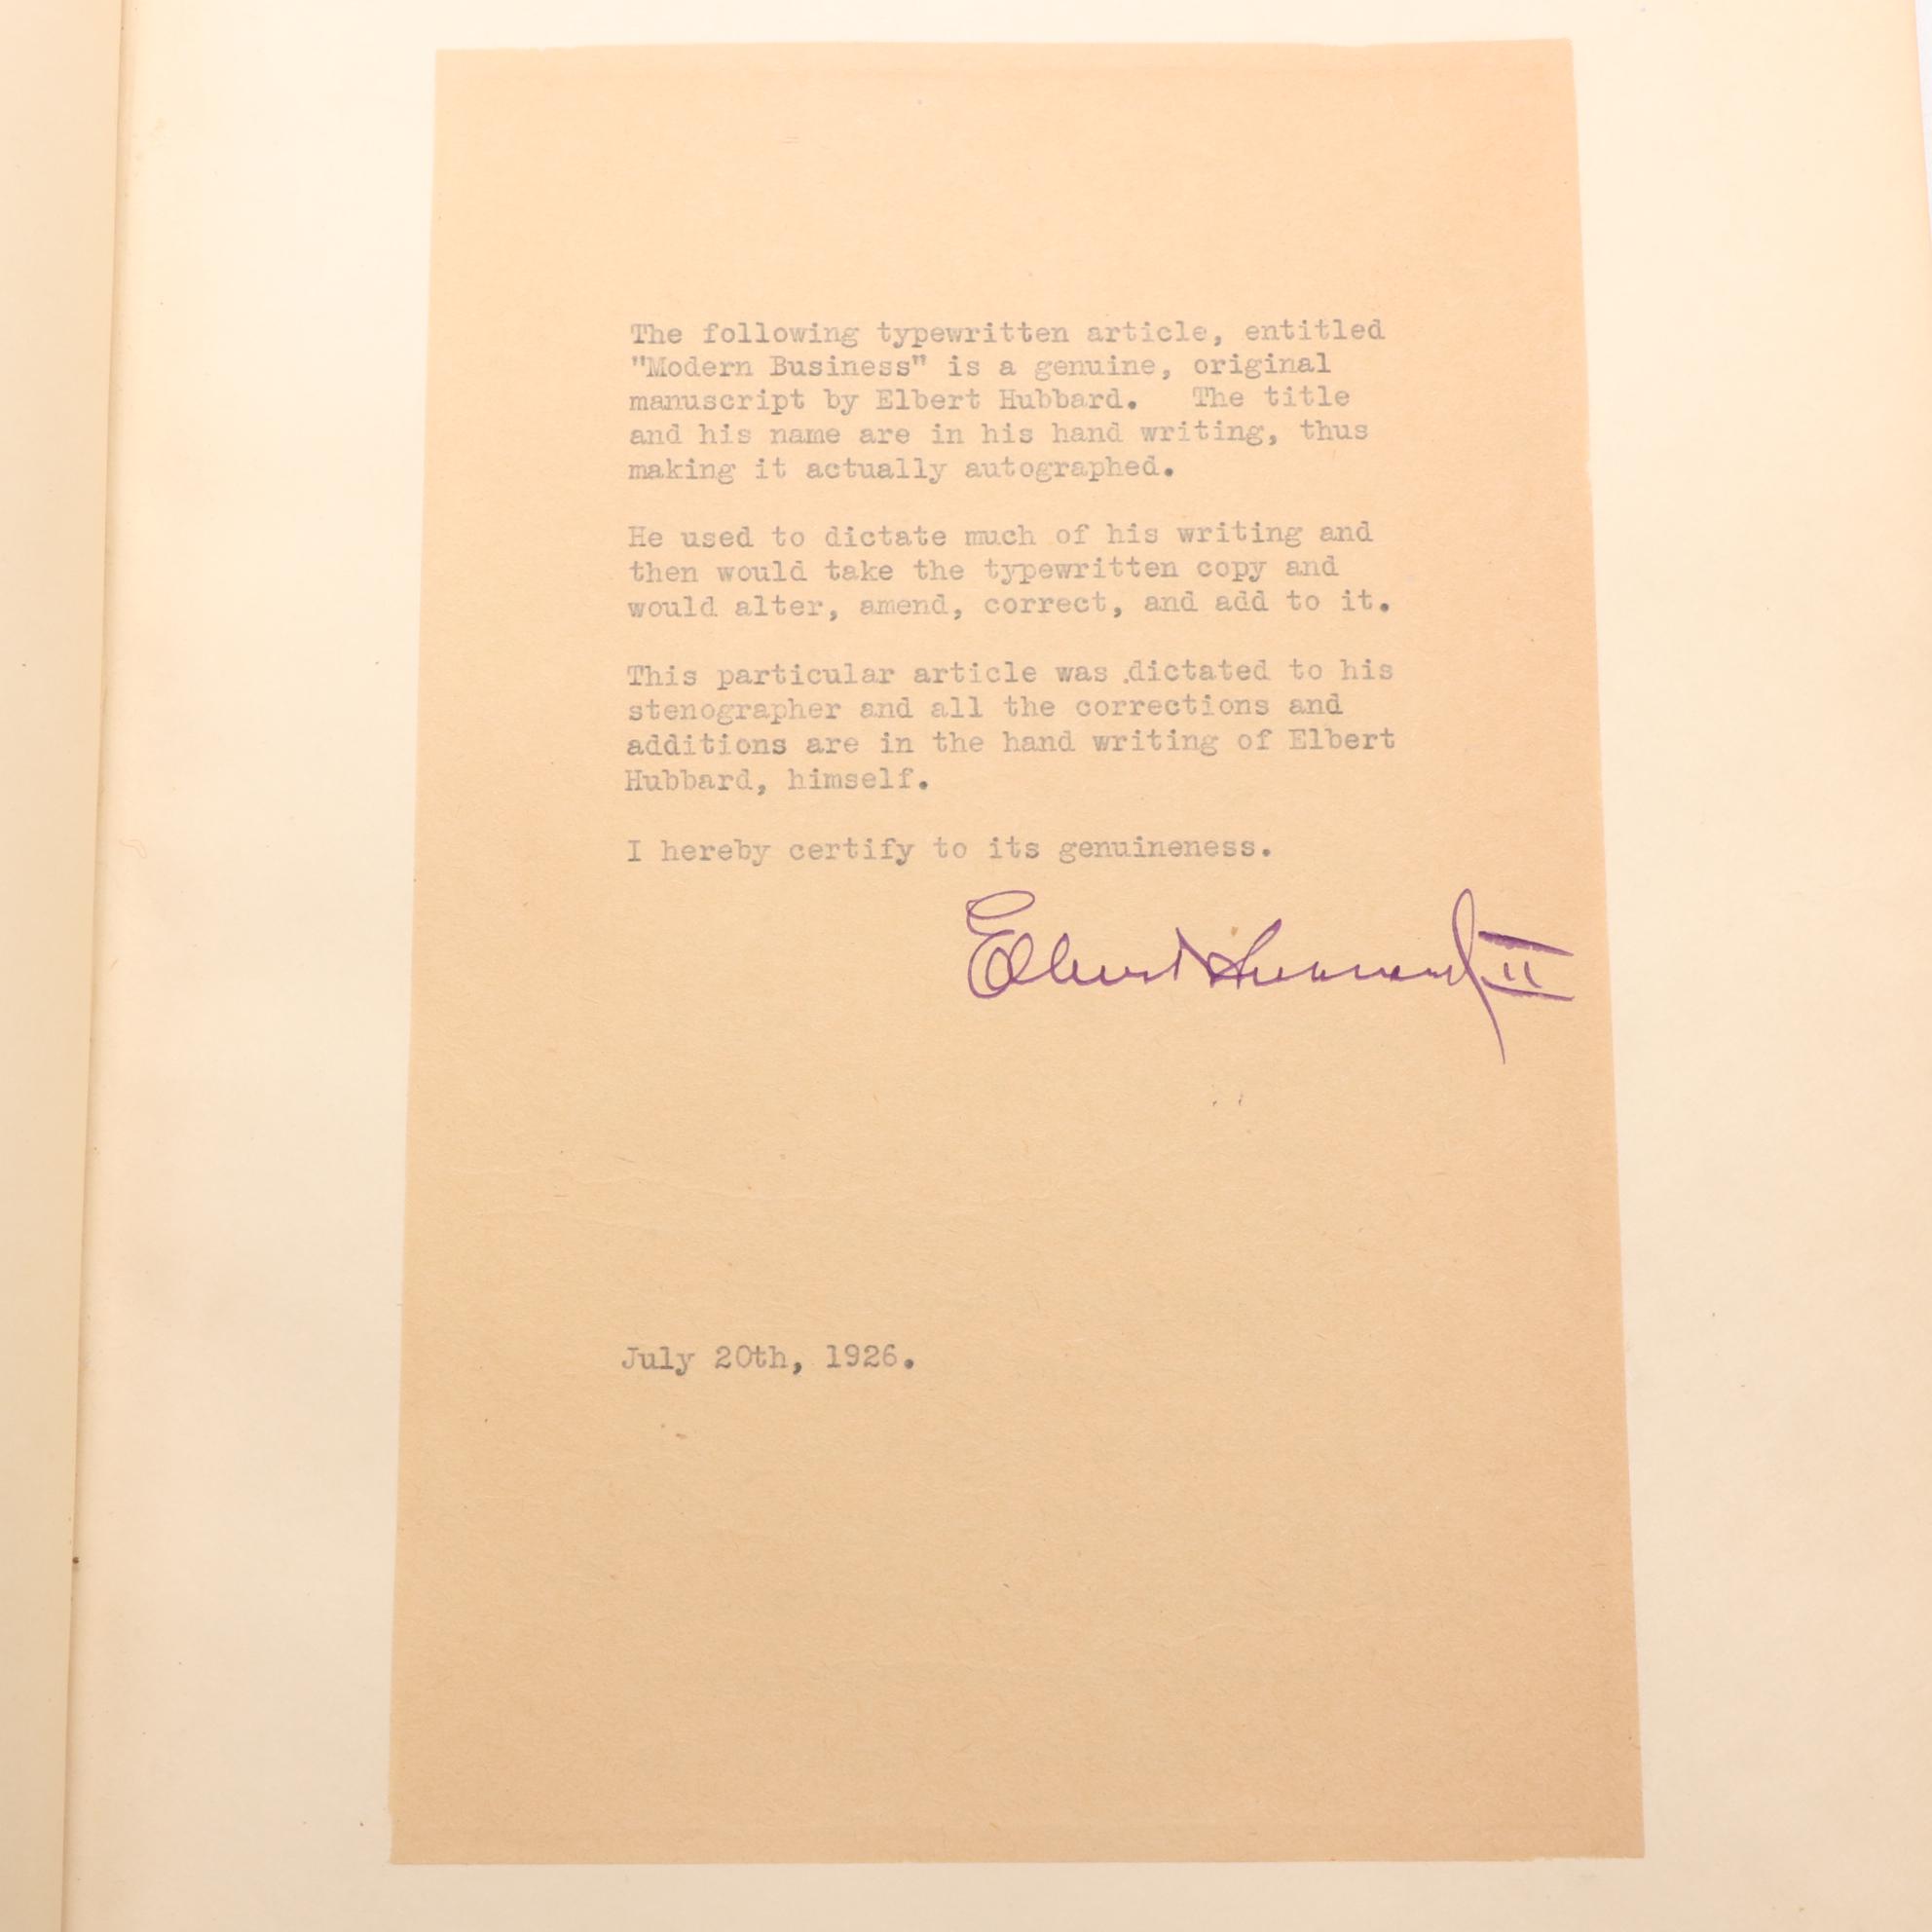 The following typewritten article, entitled
"Modern Business" is a genuine, original
manuscript by Elbert Hubbard.   The title
and his name are in his hand writing, thus
making it actually autographed.
He used to dictate much of his writing and
then would take the typewritten copy and
would alter, amend, correct, and add to it.
This particular article was dictated to his
stenographer and all the corrections and
additions are in the hand writing of Elbert
Hubbard, himself.
I hereby certify to its genuineness.
Elbert Hubbard II
July 20th, 1926.